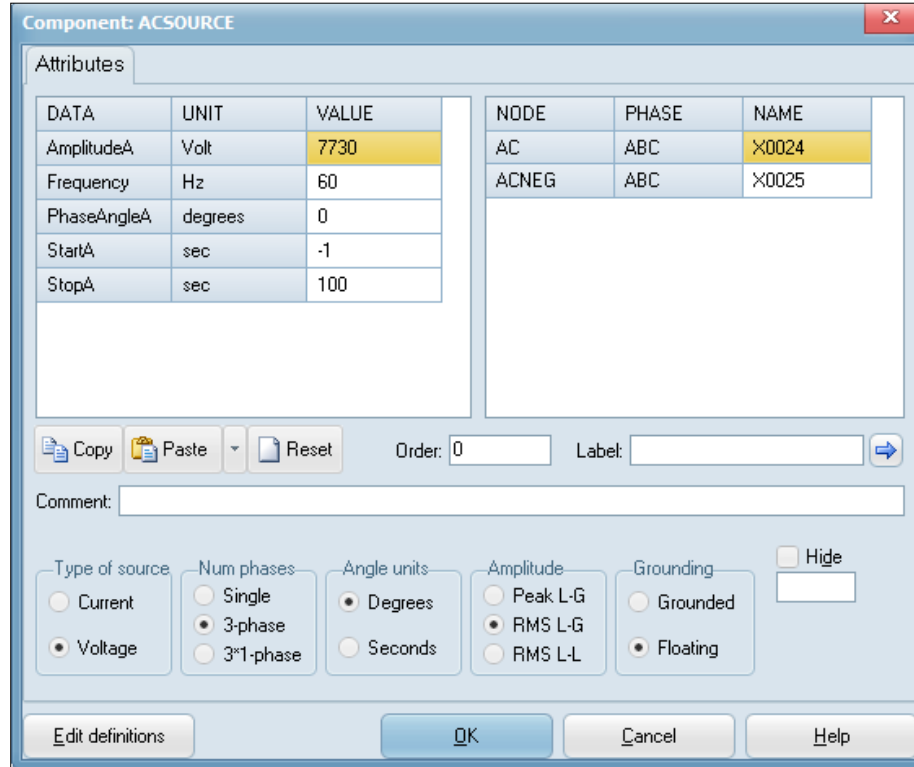 Component: ACSOURCE
Attributes
DATA UNIT VALUE
AmplitudeA Volt 7730
Frequency Hz 60
PhaseAngleA degrees 0
StartA sec -1
StopA sec 100
NODE PHASE NAME
AC ABC X0024
ACNEG ABC X0025
Copy Paste Reset Order: 0 Label:
Comment:
Type of source
Current
Voltage
Num phases
Single
3-phase
3*1-phase
Angle units
Degrees
Seconds
Amplitude
Peak L-G
RMS L-G
RMS L-L
Grounding
Grounded
Floating
Hide
Edit definitions OK Cancel Help